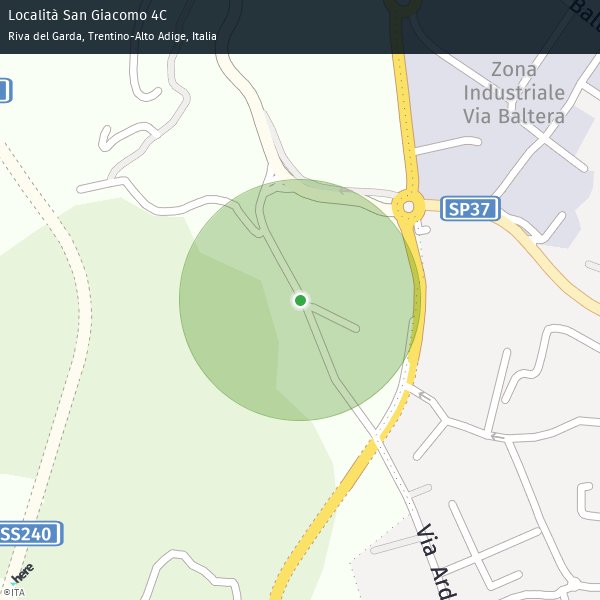 Località San Giacomo 4C
Riva del Garda, Trentino-Alto Adige, Italia
Zona
Industriale
Via Baltera
SP37
SS240
Via Ard
here
©ITA